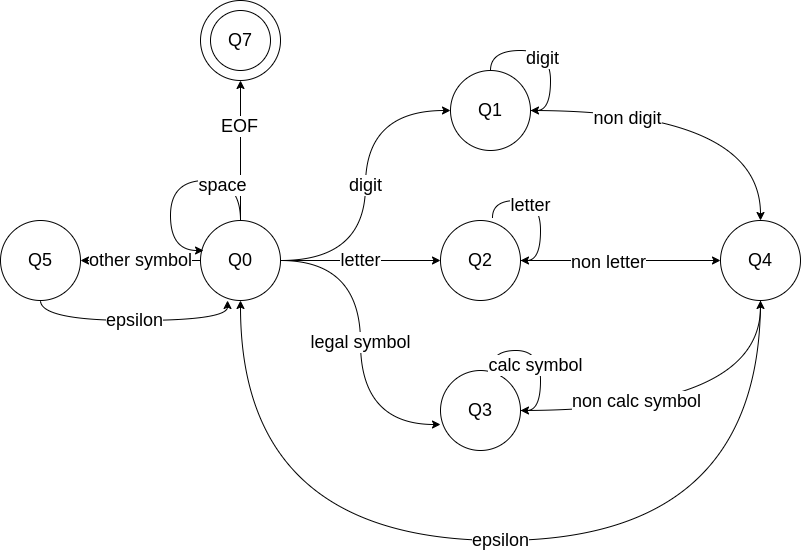 Q7
digit
Q1
EOF
non digit
space
digit
letter
Q5
other symbol
Q0
letter
Q2
non letter
Q4
epsilon
legal symbol
calc symbol
Q3
non calc symbol
epsilon